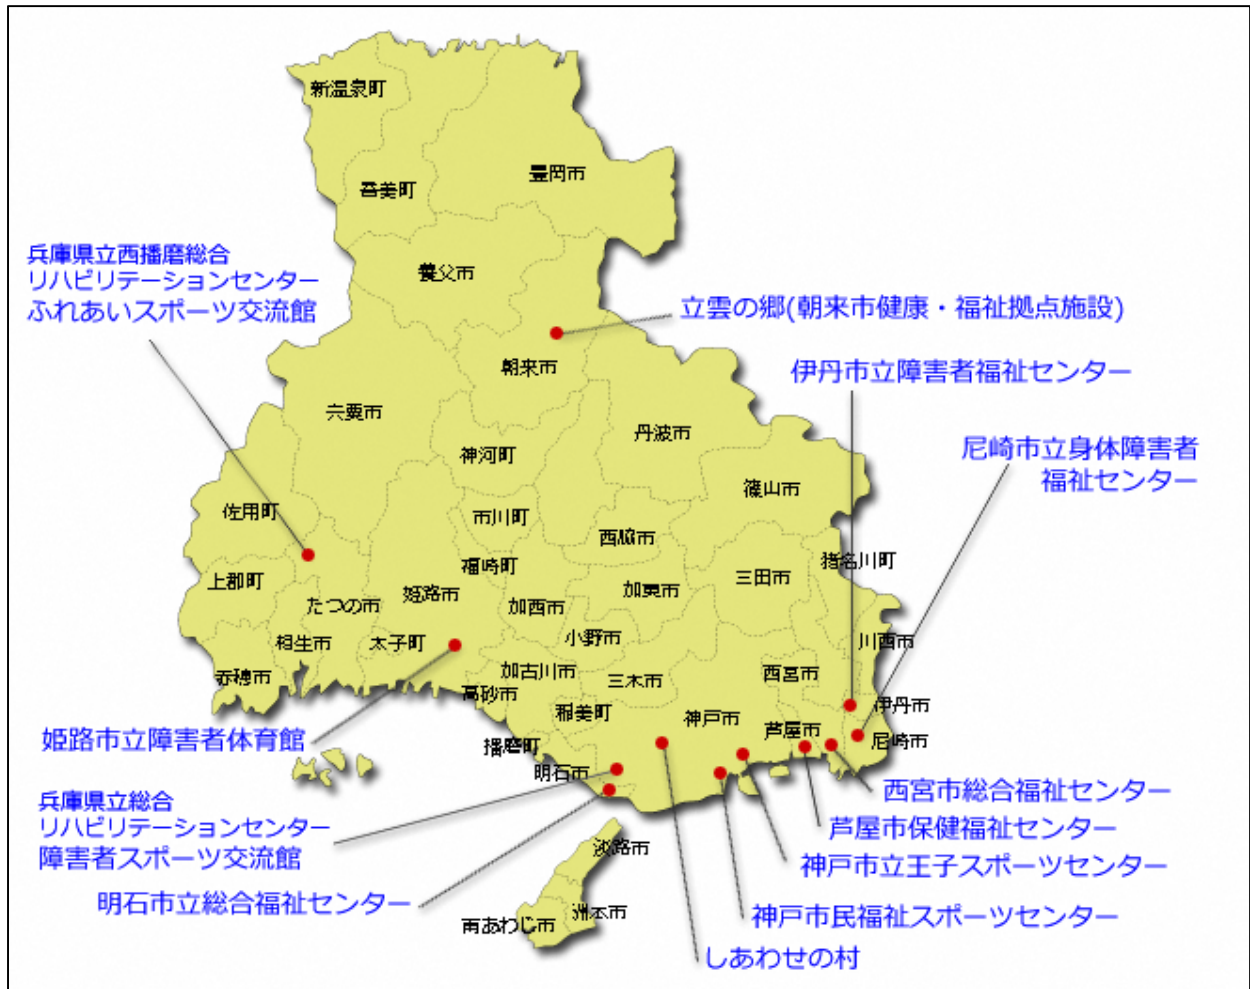 新温泉町
香美町
豊岡市
兵庫県立西播磨総合
リハビリテーションセンター
ふれあいスポーツ交流館
養父市
立雲の郷(朝来市健康・福祉拠点施設)
朝来市
伊丹市立障害者福祉センター
宍粟市
丹波市
神河町
尼崎市立身体障害者
福祉センター
篠山市
佐用町
市川町
西脇市
猪名川町
福崎町
上郡町
三田市
加東市
姫路市
たつの市
加西市
小野市
川西市
相生市
太子町
加古川市
西宮市
赤穂市
三木市
高砂市
伊丹市
稲美町
神戸市
芦屋市
尼崎市
姫路市立障害者体育館
播磨町
明石市
兵庫県立総合
リハビリテーションセンター
障害者スポーツ交流館
西宮市総合福祉センター
芦屋市保健福祉センター
淡路市
神戸市立王子スポーツセンター
明石市立総合福祉センター
洲本市
神戸市民福祉スポーツセンター
南あわじ市
しあわせの村